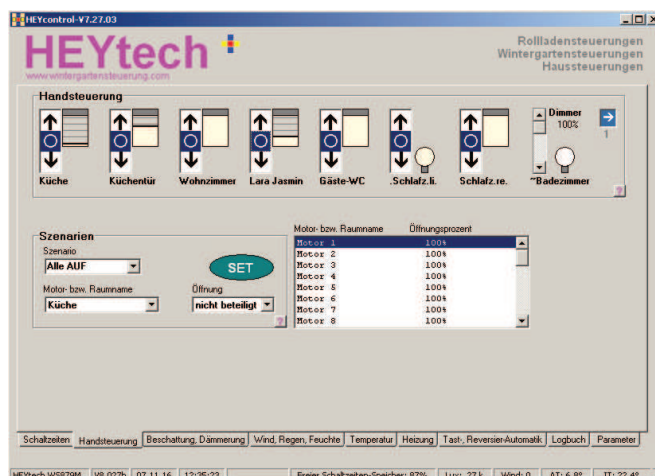 HEYcontrol-V7.27.03
HEYtech
www.wintergartensteuerung.com
Rollladensteuerungen
Wintergartensteuerungen
Haussteuerungen
Handsteuerung
Dimmer
100%
1
Küche Küchentür Wohnzimmer Lara Jasmin Gäste-WC .Schlafz.li. Schlafz.re. ~Badezimmer
?
Szenarien
Szenario
Alle AUF
SET
Motor- bzw. Raumname Öffnung
Küche nicht beteiligt
?
Motor- bzw. Raumname Öffnungsprozent
Motor 1 100%
Motor 2 100%
Motor 3 100%
Motor 4 100%
Motor 5 100%
Motor 6 100%
Motor 7 100%
Motor 8 100%
Schaltzeiten Handsteuerung Beschattung, Dämmerung Wind, Regen, Feuchte Temperatur Heizung Tast-, Reversier-Automatik Logbuch Parameter
HEYtech WS879M V8.027b 07.11.16 12:35:23 Freier Schaltzeiten-Speicher: 87% Lux: 27 k Wind: 0 AT: 6,8° IT: 22,4°